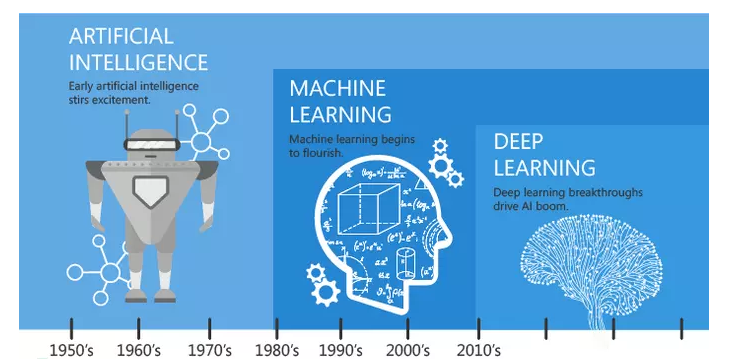 ARTIFICIAL
INTELLIGENCE
Early artificial intelligence
stirs excitement.
MACHINE
LEARNING
Machine learning begins
to flourish.
DEEP
LEARNING
Deep learning breakthroughs
drive AI boom.
1950's 1960's 1970's 1980's 1990's 2000's 2010's